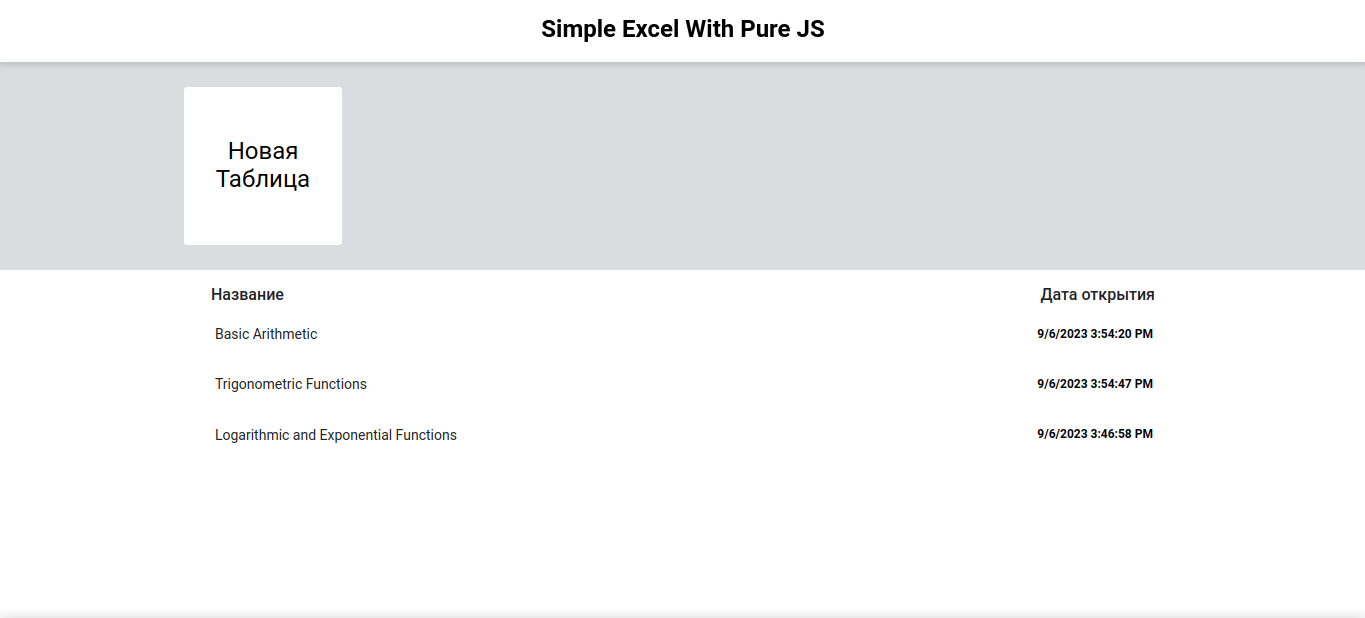 Simple Excel With Pure JS
Новая
Таблица
Название Дата открытия
Basic Arithmetic 9/6/2023 3:54:20 PM
Trigonometric Functions 9/6/2023 3:54:47 PM
Logarithmic and Exponential Functions 9/6/2023 3:46:58 PM